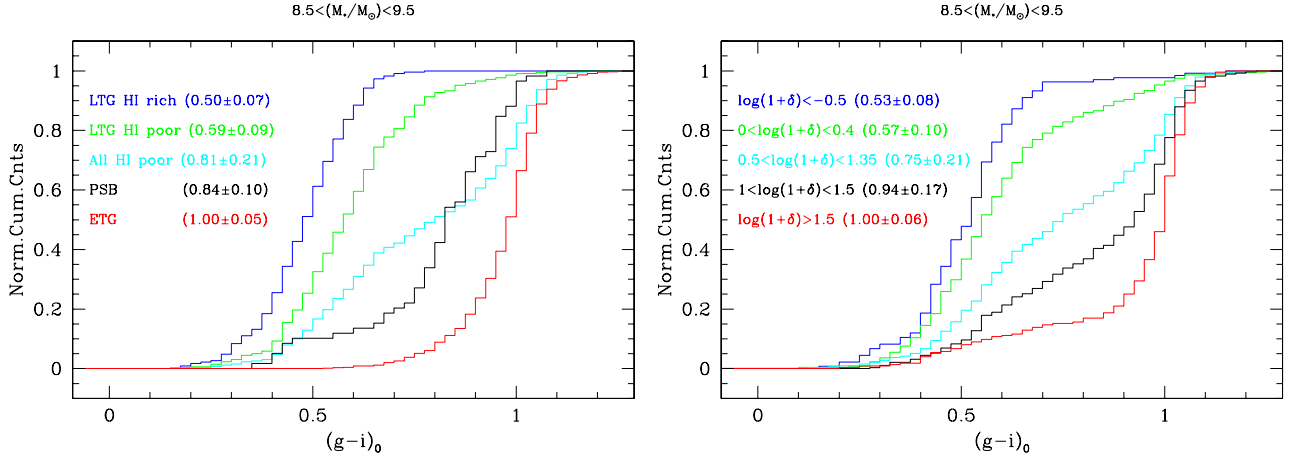 8.5<(M*/M⊙)<9.5
Norm.Cum.Cnts
1
0.8
0.6
0.4
0.2
0
LTG HI rich (0.50±0.07)
LTG HI poor (0.59±0.09)
All HI poor (0.81±0.21)
PSB (0.84±0.10)
ETG (1.00±0.05)
0 0.5 1
(g−i)₀
8.5<(M*/M⊙)<9.5
Norm.Cum.Cnts
1
0.8
0.6
0.4
0.2
0
log(1+δ)<−0.5 (0.53±0.08)
0<log(1+δ)<0.4 (0.57±0.10)
0.5<log(1+δ)<1.35 (0.75±0.21)
1<log(1+δ)<1.5 (0.94±0.17)
log(1+δ)>1.5 (1.00±0.06)
0 0.5 1
(g−i)₀